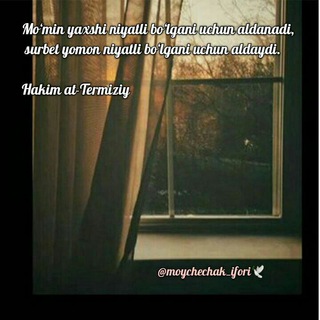 Mo'min yaxshi niyatli bo'lgani uchun aldanadi,
surbet yomon niyatli bo'lgani uchun aldaydi.
Hakim at-Termiziy
@moychechak_ifori 🕊